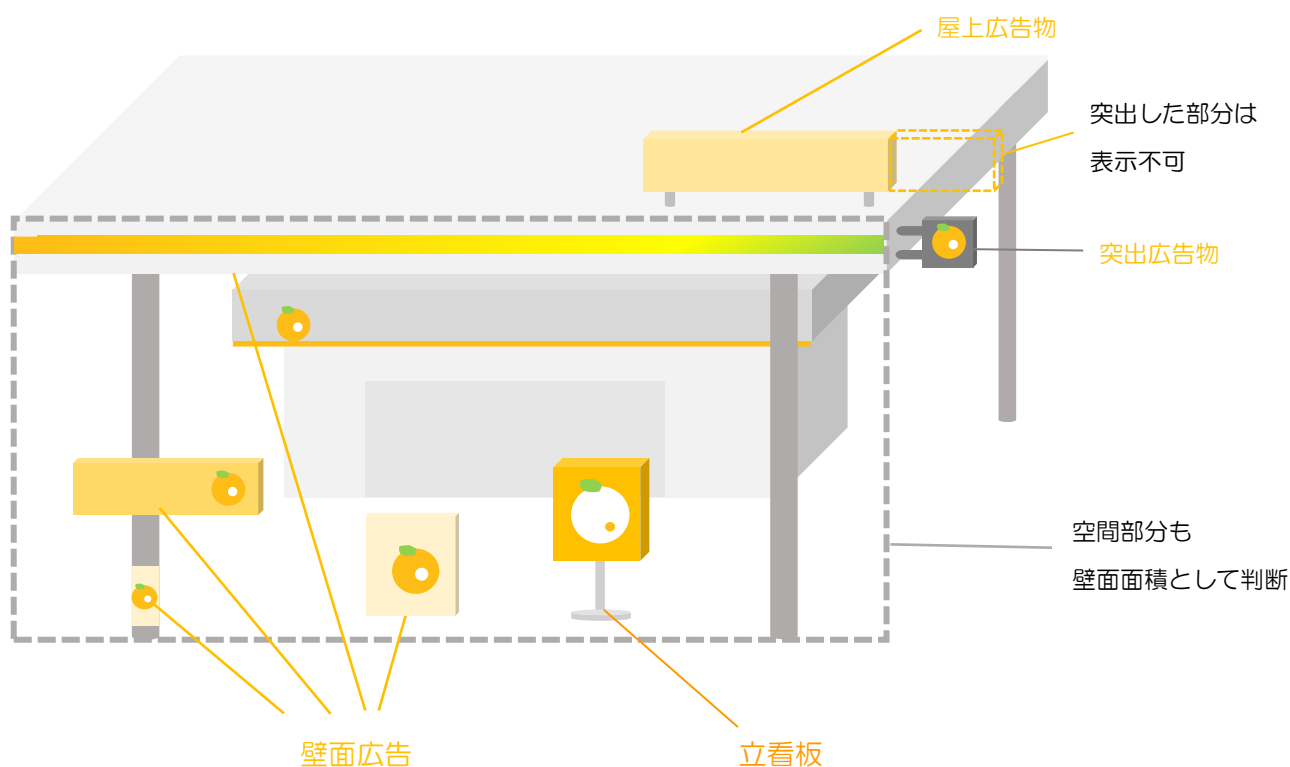 屋上広告物
突出した部分は
表示不可
突出広告物
空間部分も
壁面面積として判断
壁面広告
立看板